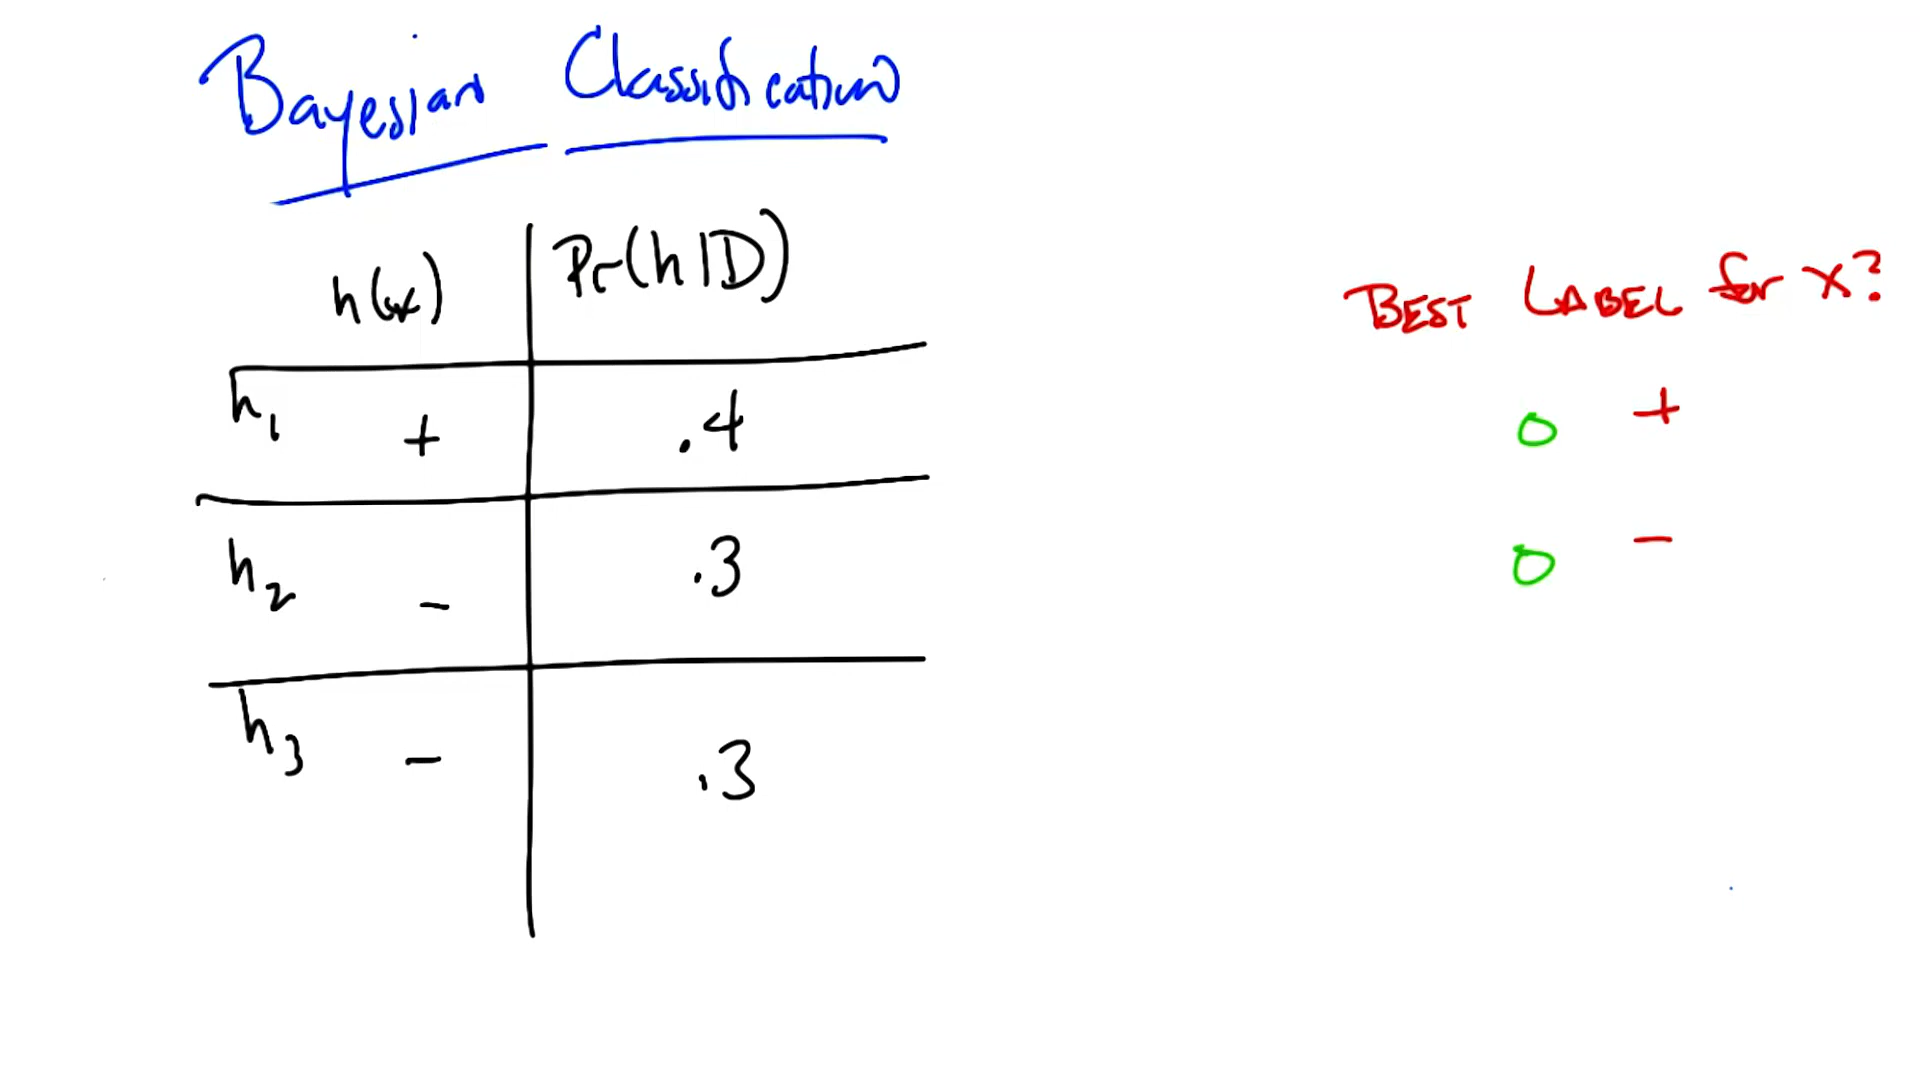 Bayesian Classification
h(x) Pr(h|D)
h1 + .4
h2 - .3
h3 - .3
BEST LABEL for x?
O +
O -